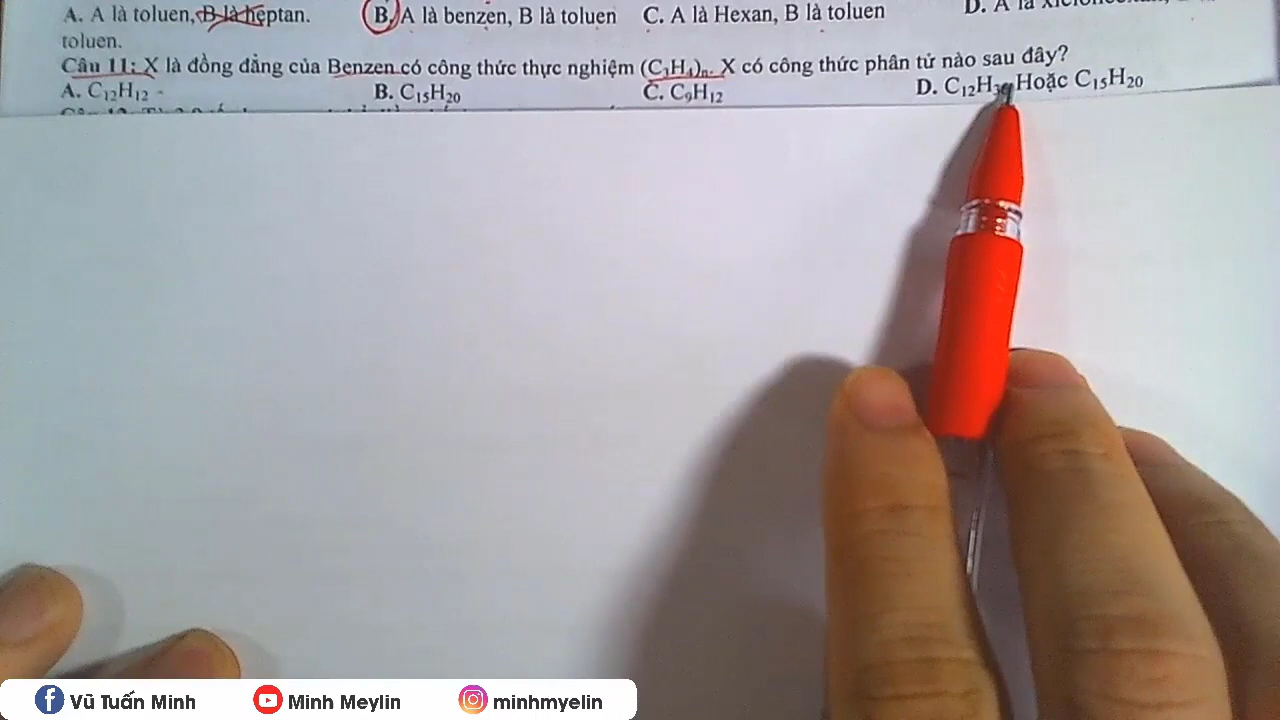 A. A là toluen, B là heptan. B. A là benzen, B là toluen C. A là Hexan, B là toluen D. A là
toluen.
Câu 11: X là đồng đẳng của Benzen có công thức thực nghiệm (C₃H₄)ₙ. X có công thức phân tử nào sau đây?
A. C₁₂H₁₂ B. C₁₅H₂₀ C. C₉H₁₂ D. C₁₂H Hoặc C₁₅H₂₀
Vũ Tuấn Minh Minh Meylin minhmyelin